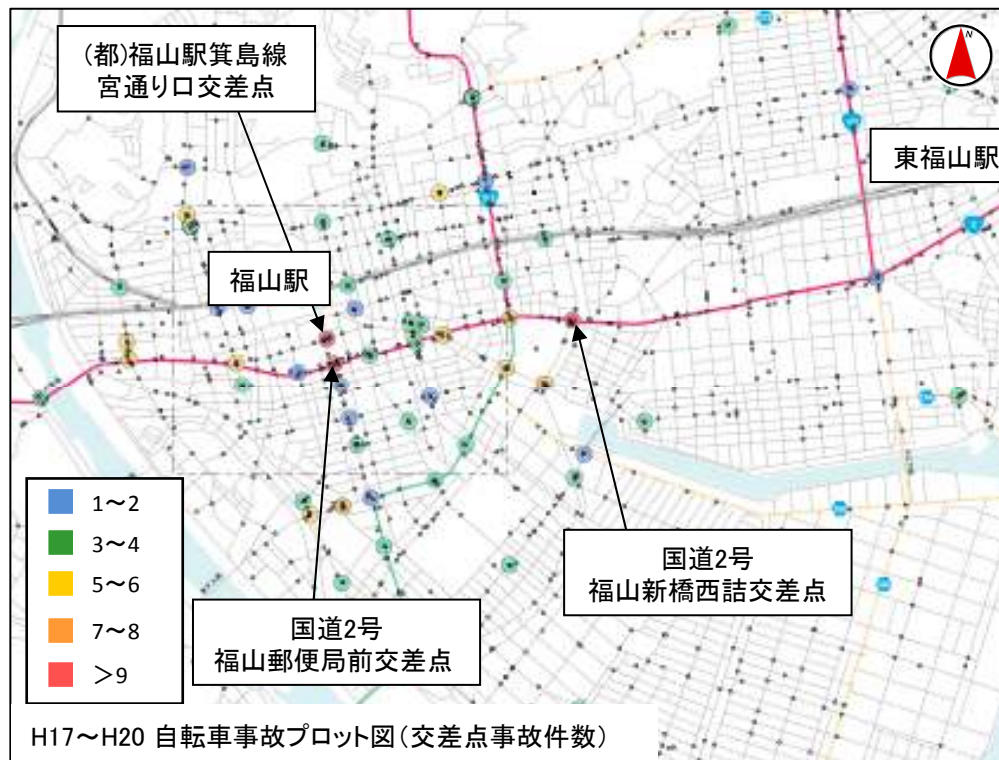 (都)福山駅箕島線
宮通り口交差点
N
東福山駅
福山駅
1~2
3~4
5~6
7~8
>9
国道2号
福山新橋西詰交差点
国道2号
福山郵便局前交差点
H17~H20 自転車事故プロット図(交差点事故件数)